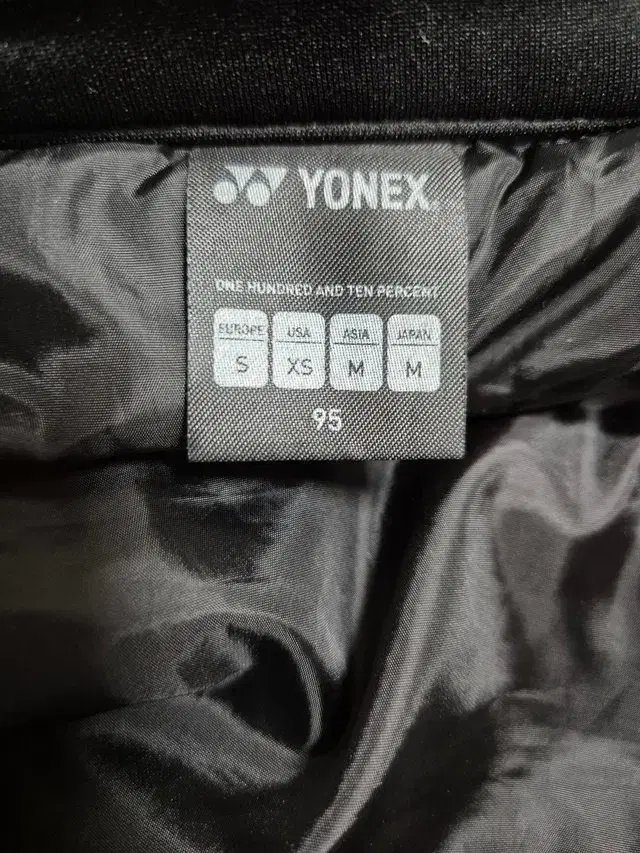 YONEX
ONE HUNDRED AND TEN PERCENT
EUROPE USA ASIA JAPAN
S XS M M
95